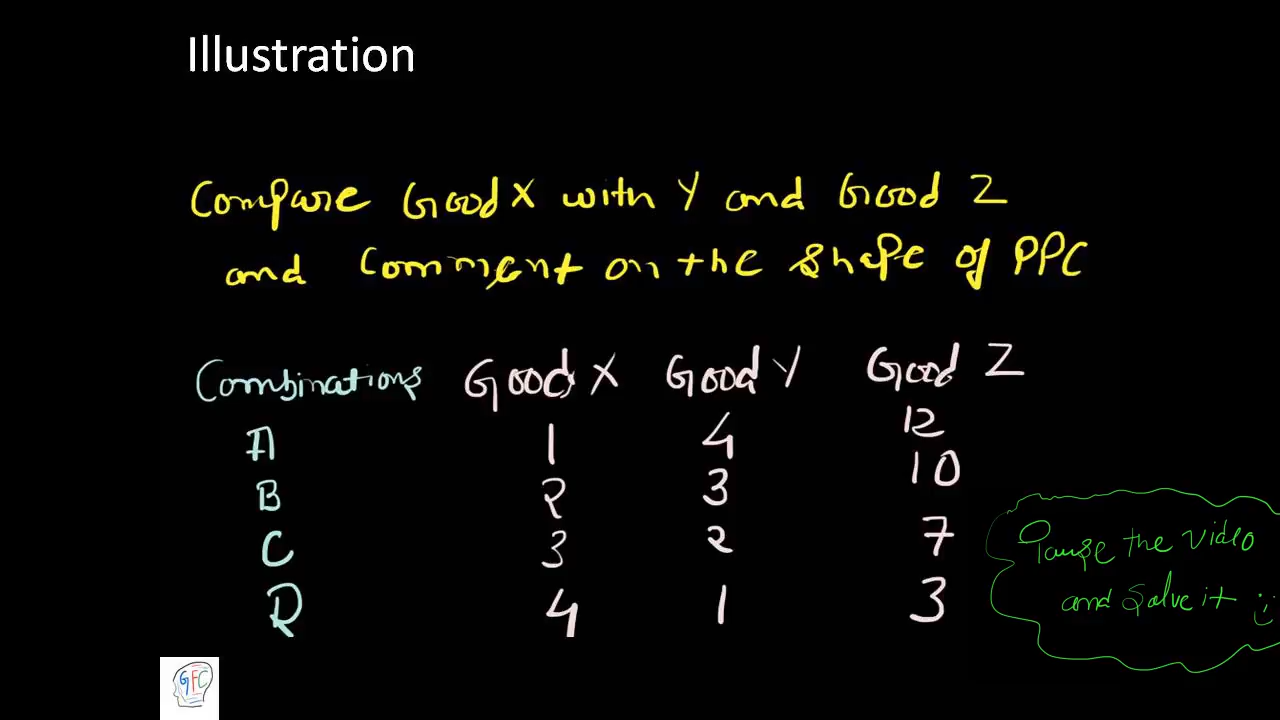 Illustration
Compare Good X with Y and Good Z
and Comment on the Shape of PPC
Combinations Good X Good Y Good Z
A 1 4 12
B 2 3 10
C 3 2 7
D 4 1 3
Pause the video
and Solve it :)
GFC